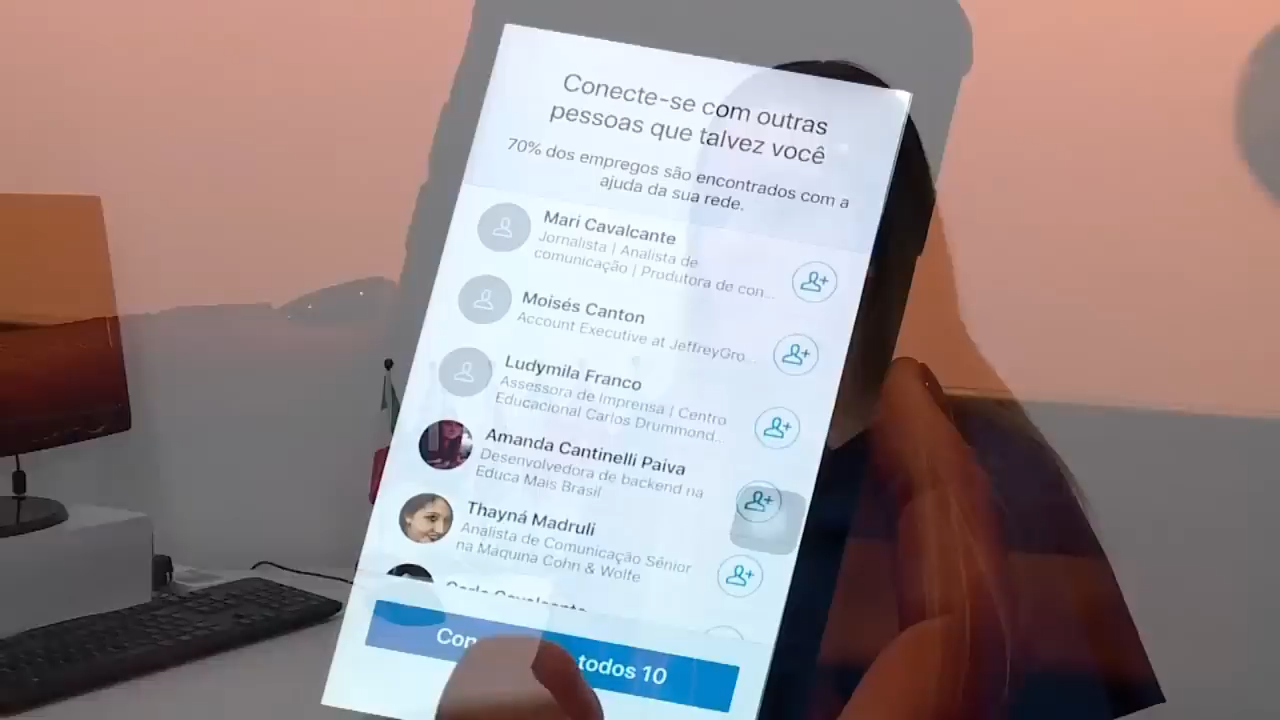 Conecte-se com outras
pessoas que talvez você
70% dos empregos são encontrados com a
ajuda da sua rede.
Mari Cavalcante
Jornalista | Analista de
comunicação | Produtora de con...
Moisés Canton
Account Executive at JeffreyGro...
Ludymila Franco
Assessora de Imprensa | Centro
Educacional Carlos Drummond...
Amanda Cantinelli Paiva
Desenvolvedora de backend na
Educa Mais Brasil
Thayná Madruli
Analista de Comunicação Sênior
na Máquina Cohn & Wolfe
todos 10